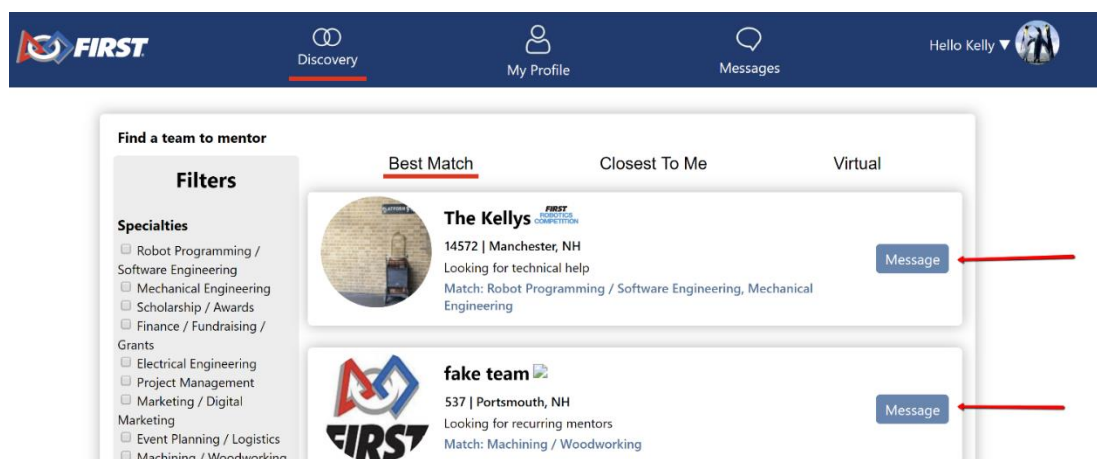 FIRST
Discovery
My Profile
Messages
Hello Kelly ▼
Find a team to mentor
Filters
Specialties
Robot Programming /
Software Engineering
Mechanical Engineering
Scholarship / Awards
Finance / Fundraising /
Grants
Electrical Engineering
Project Management
Marketing / Digital
Marketing
Event Planning / Logistics
Machining / Woodworking
Best Match
Closest To Me
Virtual
The Kellys
FIRST
ROBOTICS
COMPETITION
14572 | Manchester, NH
Looking for technical help
Match: Robot Programming / Software Engineering, Mechanical
Engineering
Message
fake team
537 | Portsmouth, NH
Looking for recurring mentors
Match: Machining / Woodworking
FIRST
Message